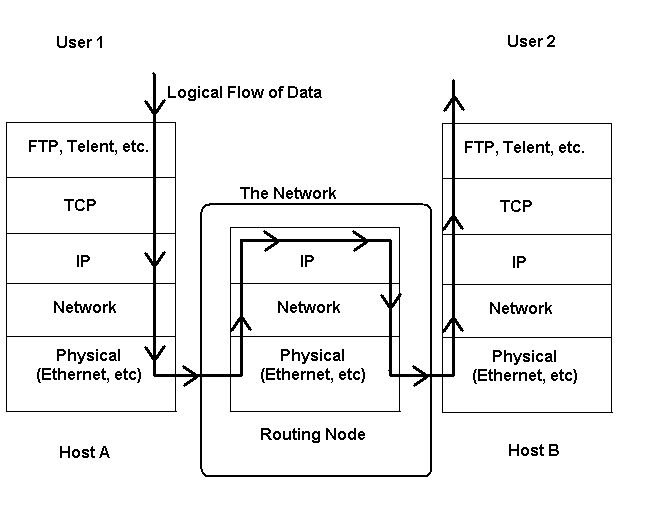 User 1
User 2
Logical Flow of Data
FTP, Telent, etc.
TCP
IP
Network
Physical
(Ethernet, etc)
Host A
The Network
IP
Network
Physical
(Ethernet, etc)
Routing Node
FTP, Telent, etc.
TCP
IP
Network
Physical
(Ethernet, etc)
Host B